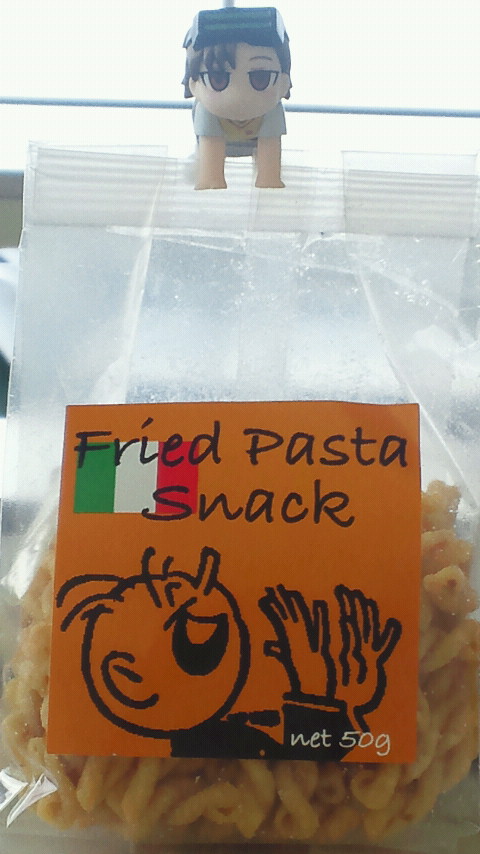 Fried Pasta
Snack
net 50g